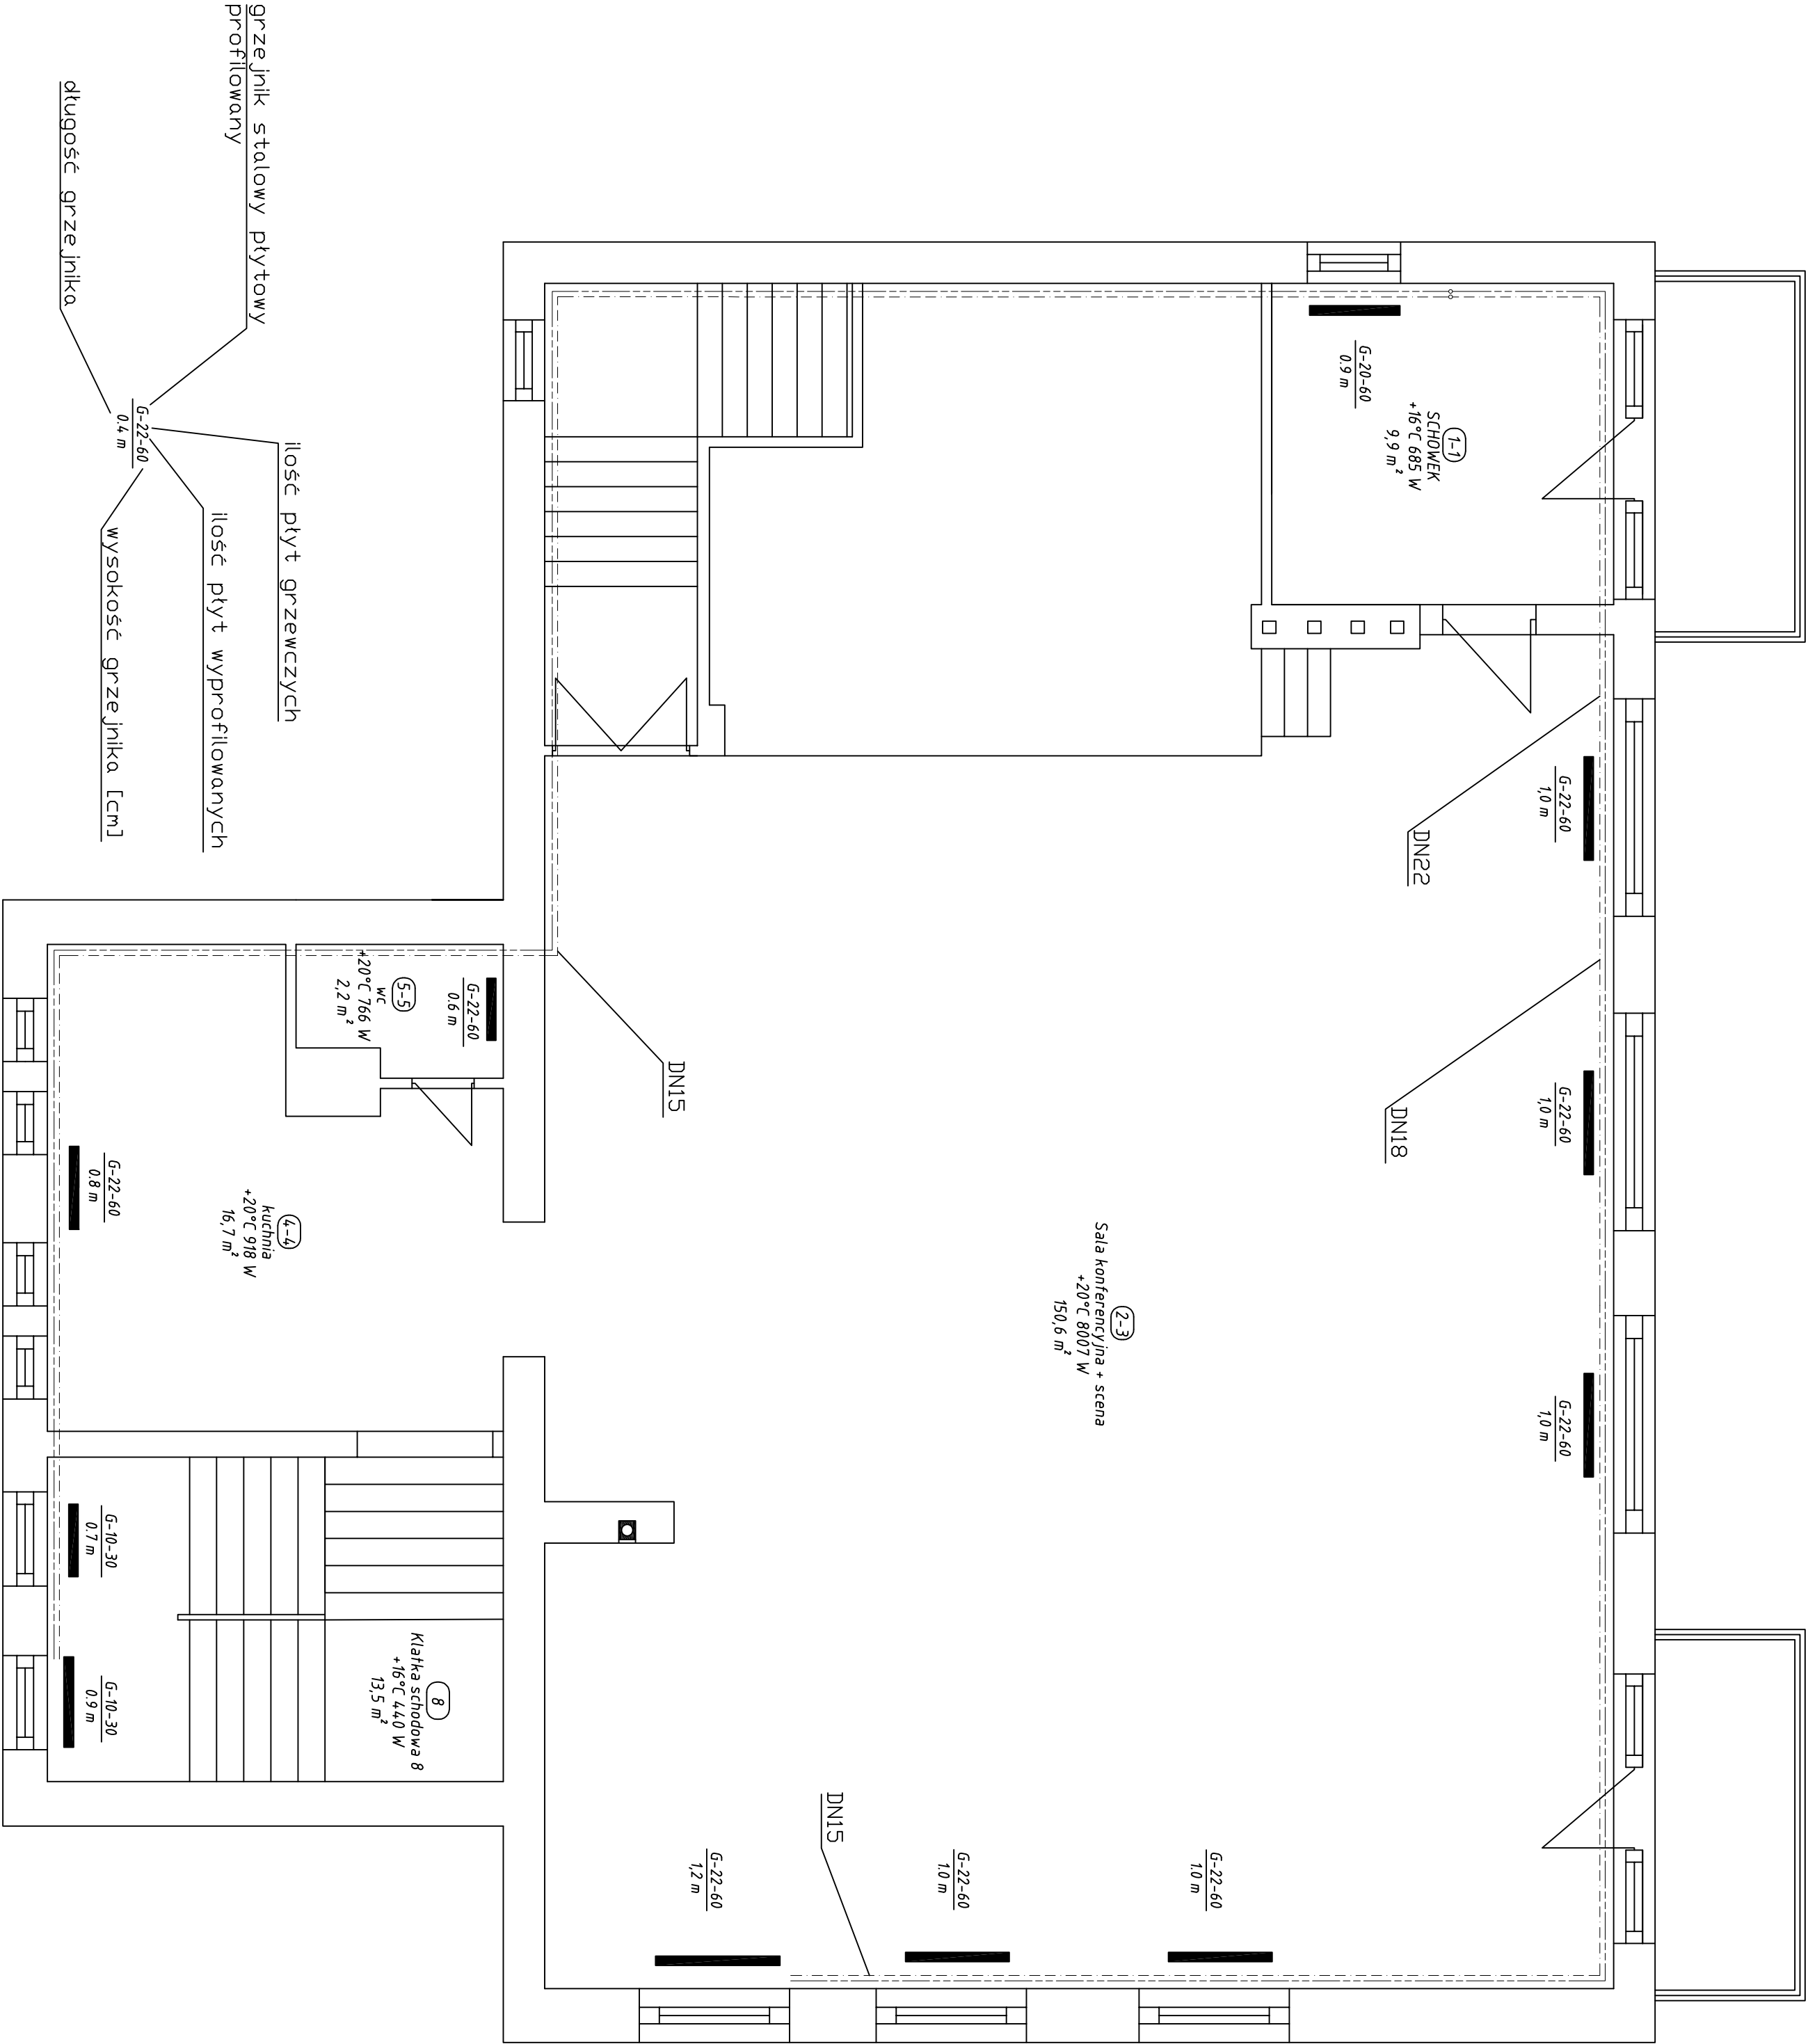 grzejnik stalowy płytowy
profilowany
długość grzejnika
G-22-60
0.4 m
ilość płyt grzewczych
ilość płyt wyprofilowanych
wysokość grzejnika [cm]
1-1
SCHOWEK
+16°C 685 W
9,9 m²
G-20-60
0.9 m
DN22
DN18
G-22-60
1,0 m
G-22-60
1,0 m
G-22-60
1,0 m
2-3
Sala konferencyjna + scena
+20°C 8007 W
150,6 m²
DN15
G-22-60
0.6 m
5-5
wc
+20°C 766 W
2,2 m²
4-4
kuchnia
+20°C 918 W
16,7 m²
G-22-60
0.8 m
8
Klatka schodowa 8
+16°C 440 W
13,5 m²
G-10-30
0.7 m
G-10-30
0.9 m
DN15
G-22-60
1.0 m
G-22-60
1.0 m
G-22-60
1,2 m